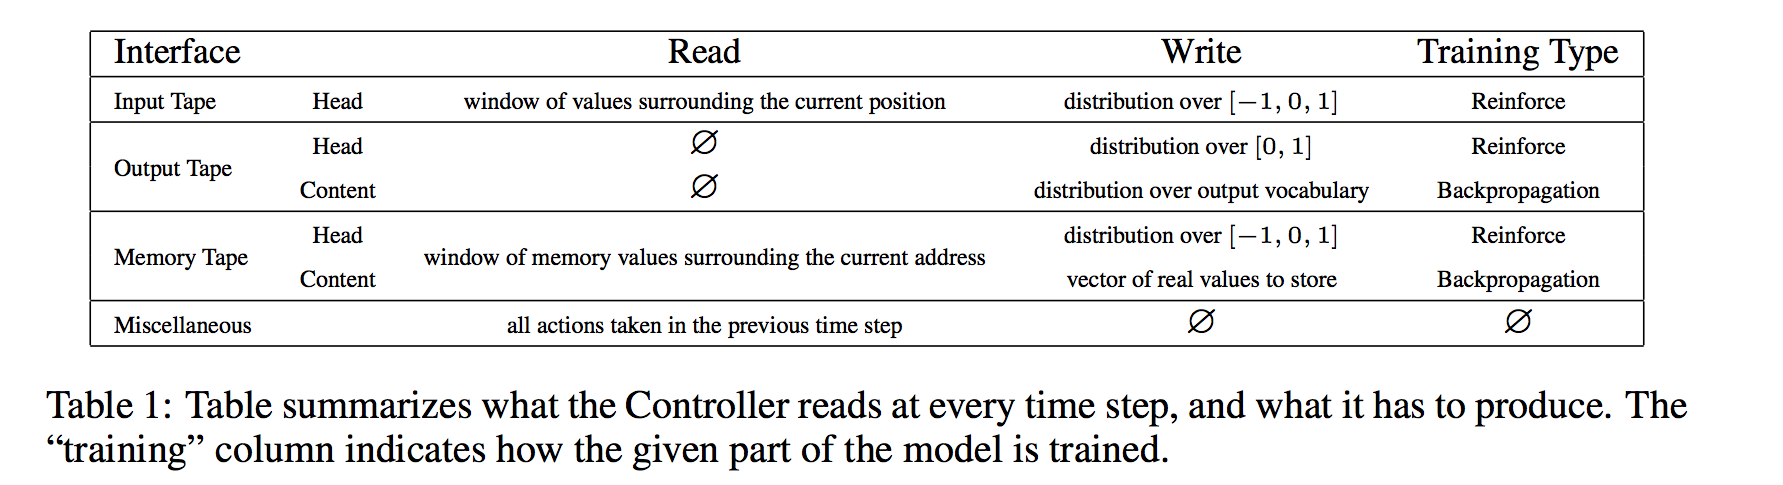 Interface Read Write Training Type
Input Tape Head window of values surrounding the current position distribution over [−1, 0, 1] Reinforce
Head ∅ distribution over [0, 1] Reinforce
Output Tape
Content ∅ distribution over output vocabulary Backpropagation
Head distribution over [−1, 0, 1] Reinforce
Memory Tape window of memory values surrounding the current address
Content vector of real values to store Backpropagation
Miscellaneous all actions taken in the previous time step ∅ ∅
Table 1: Table summarizes what the Controller reads at every time step, and what it has to produce. The
“training” column indicates how the given part of the model is trained.